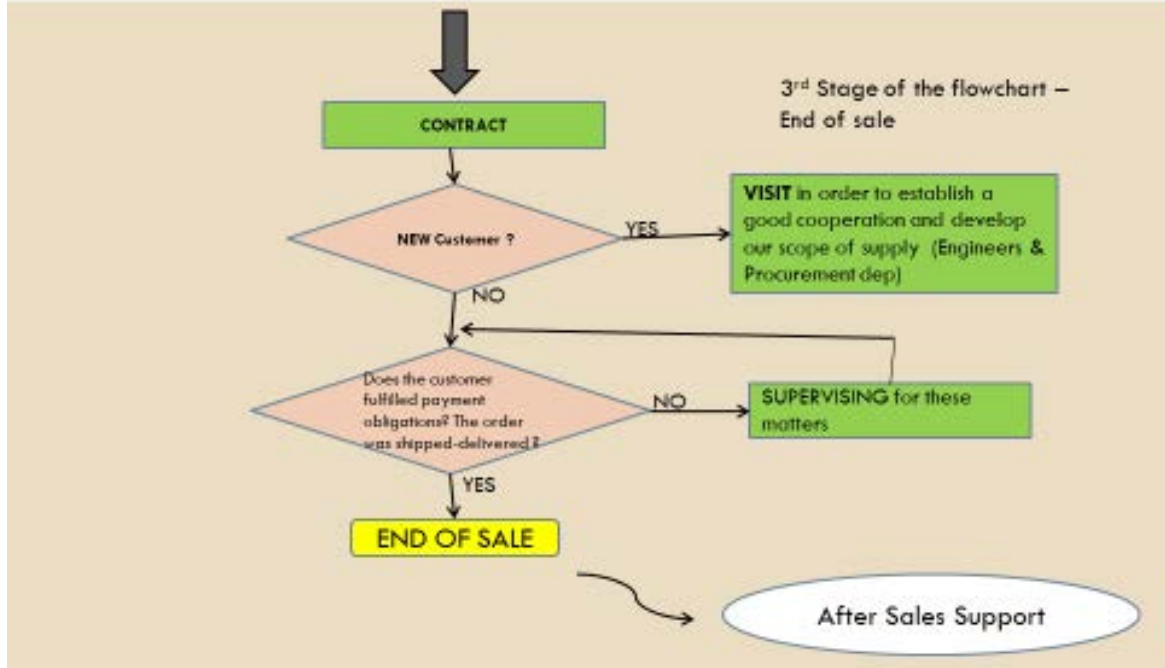 3rd Stage of the flowchart –
End of sale
CONTRACT
NEW Customer ?
YES
VISIT in order to establish a
good cooperation and develop
our scope of supply (Engineers &
Procurement dep)
NO
Does the customer
fulfilled payment
obligations? The order
was shipped-delivered ?
NO
SUPERVISING for these
matters
YES
END OF SALE
After Sales Support